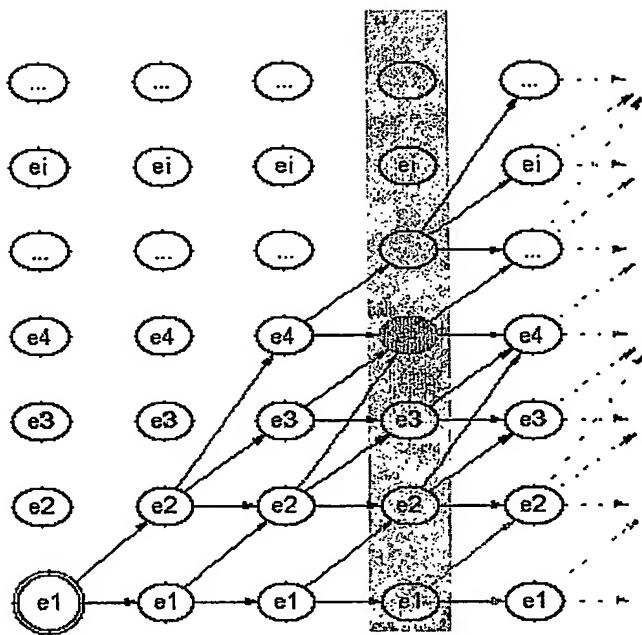 ... ... ... ...
ei ei ei ei ei
... ... ... ...
e4 e4 e4 e4
e3 e3 e3 e3 e3
e2 e2 e2 e2 e2
e1 e1 e1 e1 e1